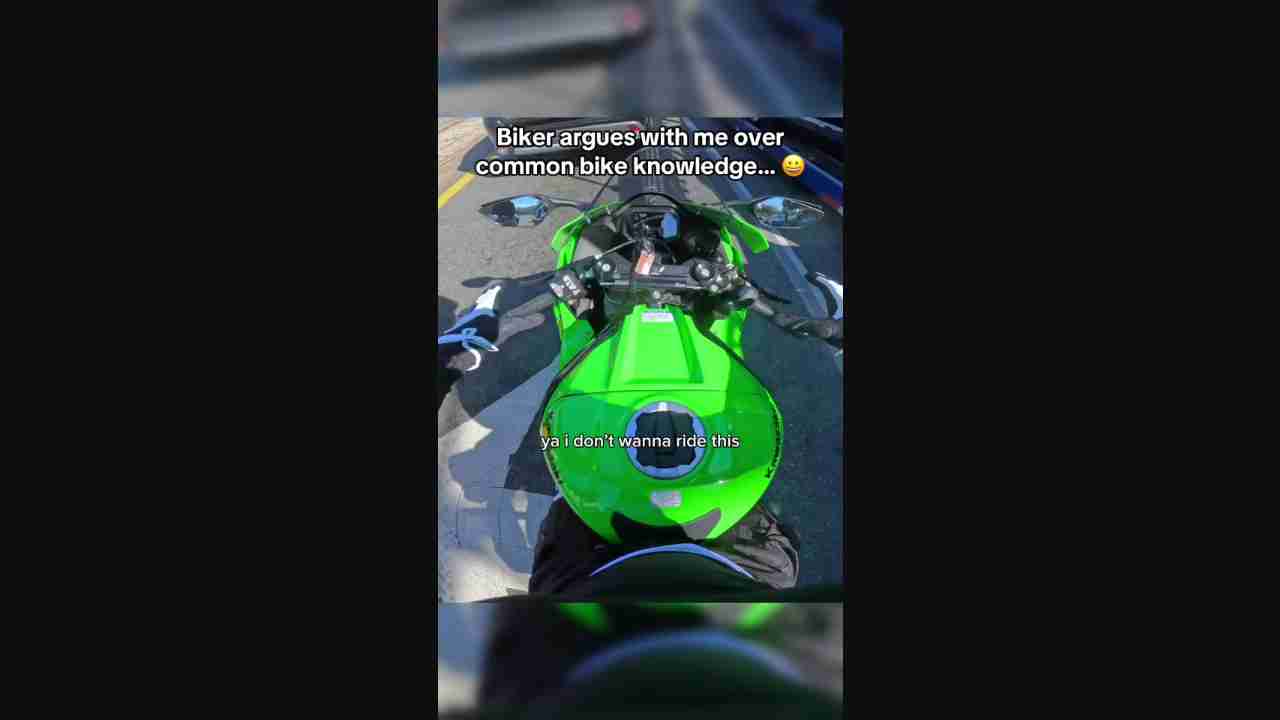 Biker argues with me over
common bike knowledge... 😀
ya i don't wanna ride this